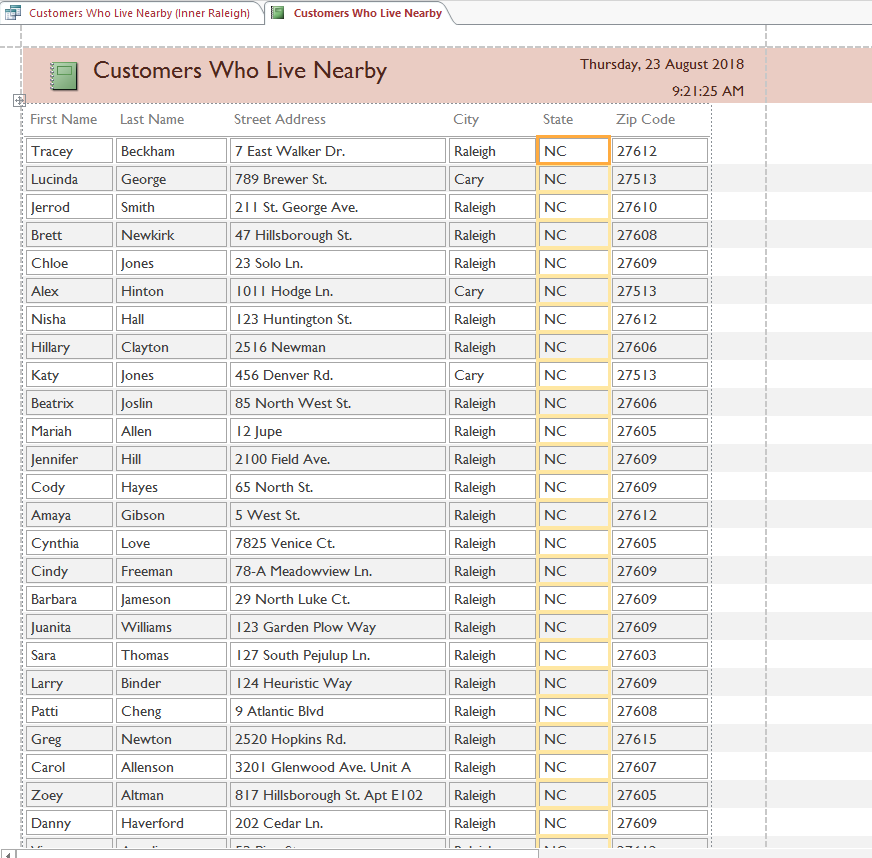 Customers Who Live Nearby (Inner Raleigh) Customers Who Live Nearby
Customers Who Live Nearby Thursday, 23 August 2018
9:21:25 AM
First Name Last Name Street Address City State Zip Code
Tracey Beckham 7 East Walker Dr. Raleigh NC 27612
Lucinda George 789 Brewer St. Cary NC 27513
Jerrod Smith 211 St. George Ave. Raleigh NC 27610
Brett Newkirk 47 Hillsborough St. Raleigh NC 27608
Chloe Jones 23 Solo Ln. Raleigh NC 27609
Alex Hinton 1011 Hodge Ln. Cary NC 27513
Nisha Hall 123 Huntington St. Raleigh NC 27612
Hillary Clayton 2516 Newman Raleigh NC 27606
Katy Jones 456 Denver Rd. Cary NC 27513
Beatrix Joslin 85 North West St. Raleigh NC 27606
Mariah Allen 12 Jupe Raleigh NC 27605
Jennifer Hill 2100 Field Ave. Raleigh NC 27609
Cody Hayes 65 North St. Raleigh NC 27609
Amaya Gibson 5 West St. Raleigh NC 27612
Cynthia Love 7825 Venice Ct. Raleigh NC 27605
Cindy Freeman 78-A Meadowview Ln. Raleigh NC 27609
Barbara Jameson 29 North Luke Ct. Raleigh NC 27609
Juanita Williams 123 Garden Plow Way Raleigh NC 27609
Sara Thomas 127 South Pejulup Ln. Raleigh NC 27603
Larry Binder 124 Heuristic Way Raleigh NC 27609
Patti Cheng 9 Atlantic Blvd Raleigh NC 27608
Greg Newton 2520 Hopkins Rd. Raleigh NC 27615
Carol Allenson 3201 Glenwood Ave. Unit A Raleigh NC 27607
Zoey Altman 817 Hillsborough St. Apt E102 Raleigh NC 27605
Danny Haverford 202 Cedar Ln. Raleigh NC 27609